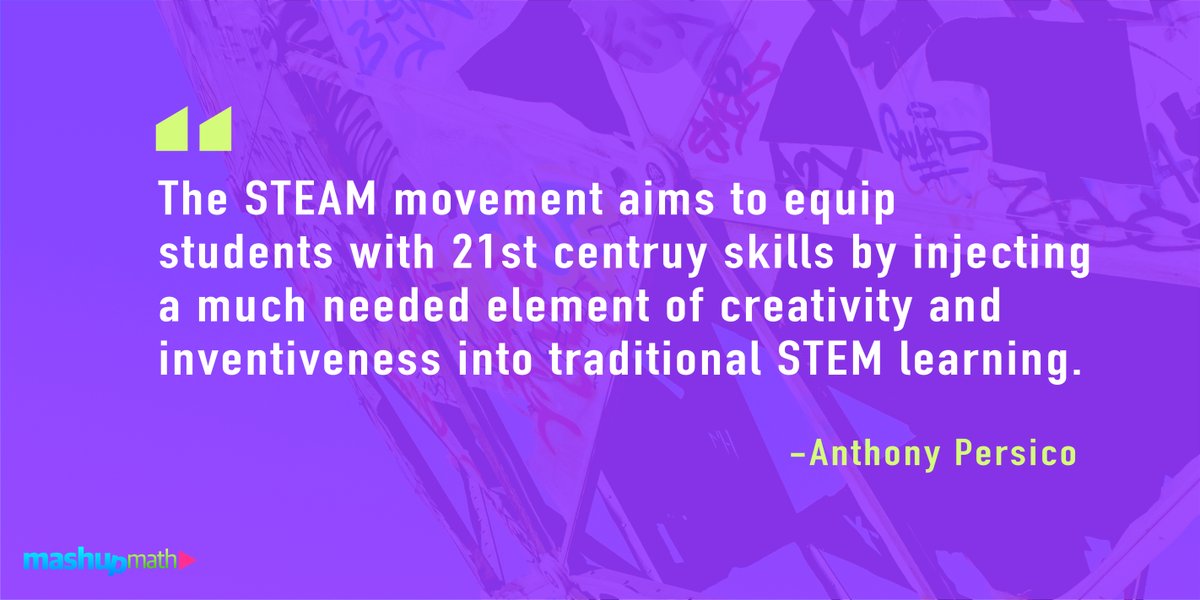 The STEAM movement aims to equip
students with 21st centruy skills by injecting
a much needed element of creativity and
inventiveness into traditional STEM learning.
–Anthony Persico
mashupmath